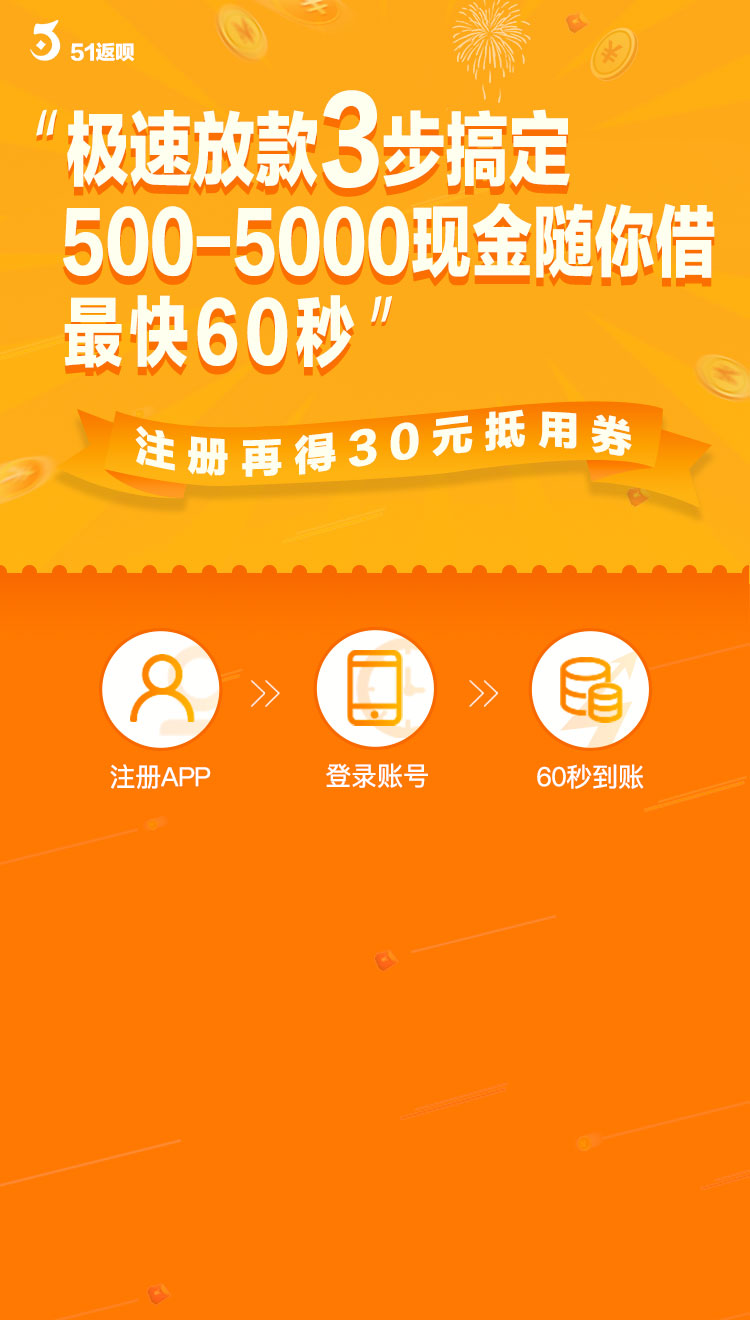 51返呗
“极速放款3步搞定
500-5000现金随你借
最快60秒”
注册再得30元抵用券
注册APP
登录账号
60秒到账